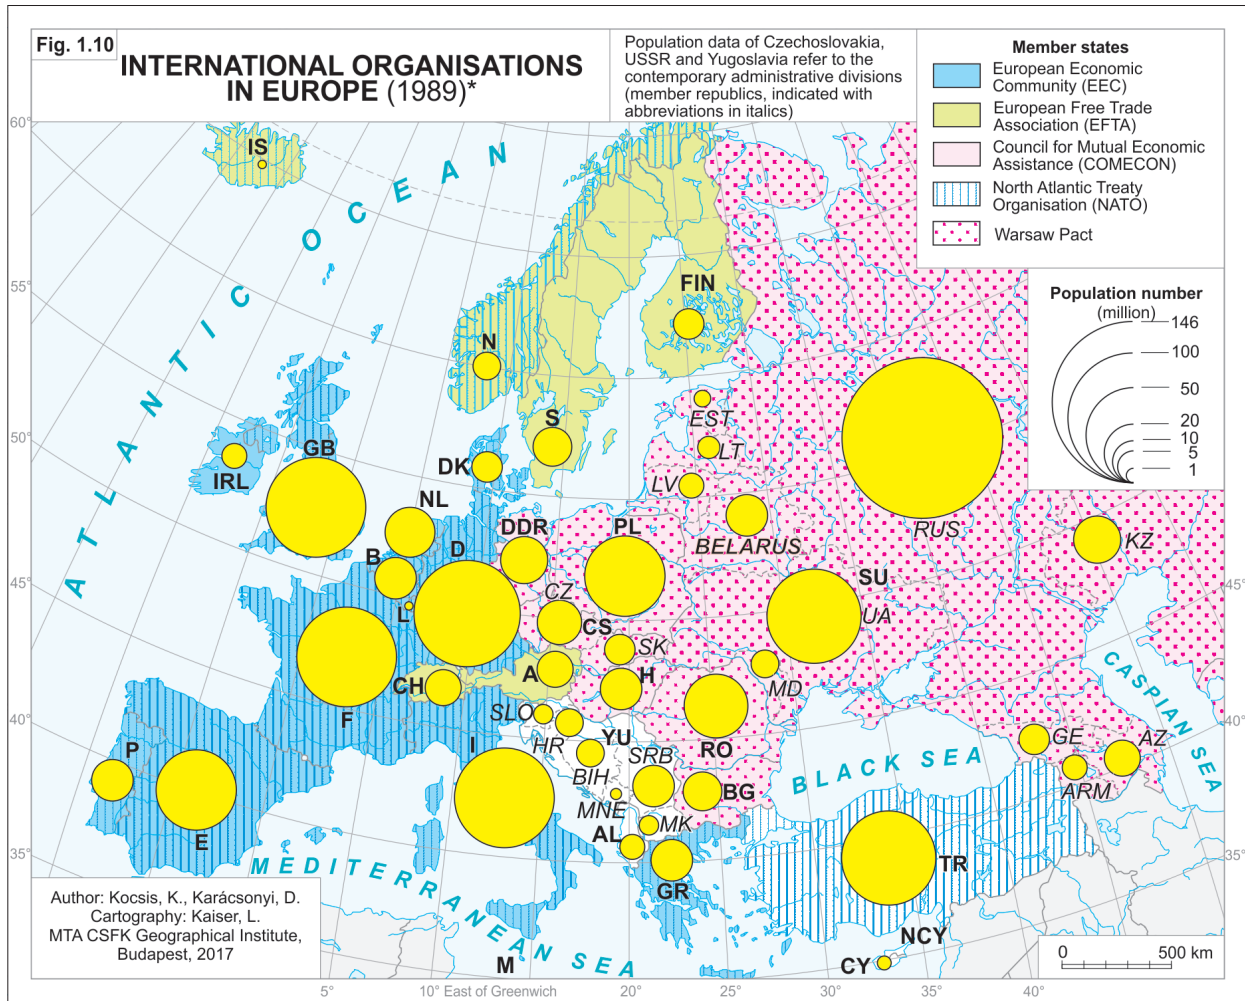 Fig. 1.10
INTERNATIONAL ORGANISATIONS
IN EUROPE (1989)*
Population data of Czechoslovakia,
USSR and Yugoslavia refer to the
contemporary administrative divisions
(member republics, indicated with
abbreviations in italics)
Member states
European Economic
Community (EEC)
European Free Trade
Association (EFTA)
Council for Mutual Economic
Assistance (COMECON)
North Atlantic Treaty
Organisation (NATO)
Warsaw Pact
Population number
(million)
146
100
50
20
10
5
1
60°
55°
50°
45°
40°
35°
45°
40°
35°
ATLANTIC OCEAN
IS
FIN
N
S
EST
LT
LV
BELARUS
RUS
KZ
IRL
GB
DK
NL
B
L
D
DDR
PL
CZ
CS
SK
SU
UA
MD
F
CH
A
H
SLO
HR
YU
BIH
SRB
MNE
MK
RO
BG
AL
GR
I
P
E
M
GE
AZ
ARM
TR
NCY
CY
BLACK SEA
CASPIAN SEA
MEDITERRANEAN SEA
Author: Kocsis, K., Karácsonyi, D.
Cartography: Kaiser, L.
MTA CSFK Geographical Institute,
Budapest, 2017
0 500 km
5° 10° East of Greenwich 20° 25° 30° 35° 40°